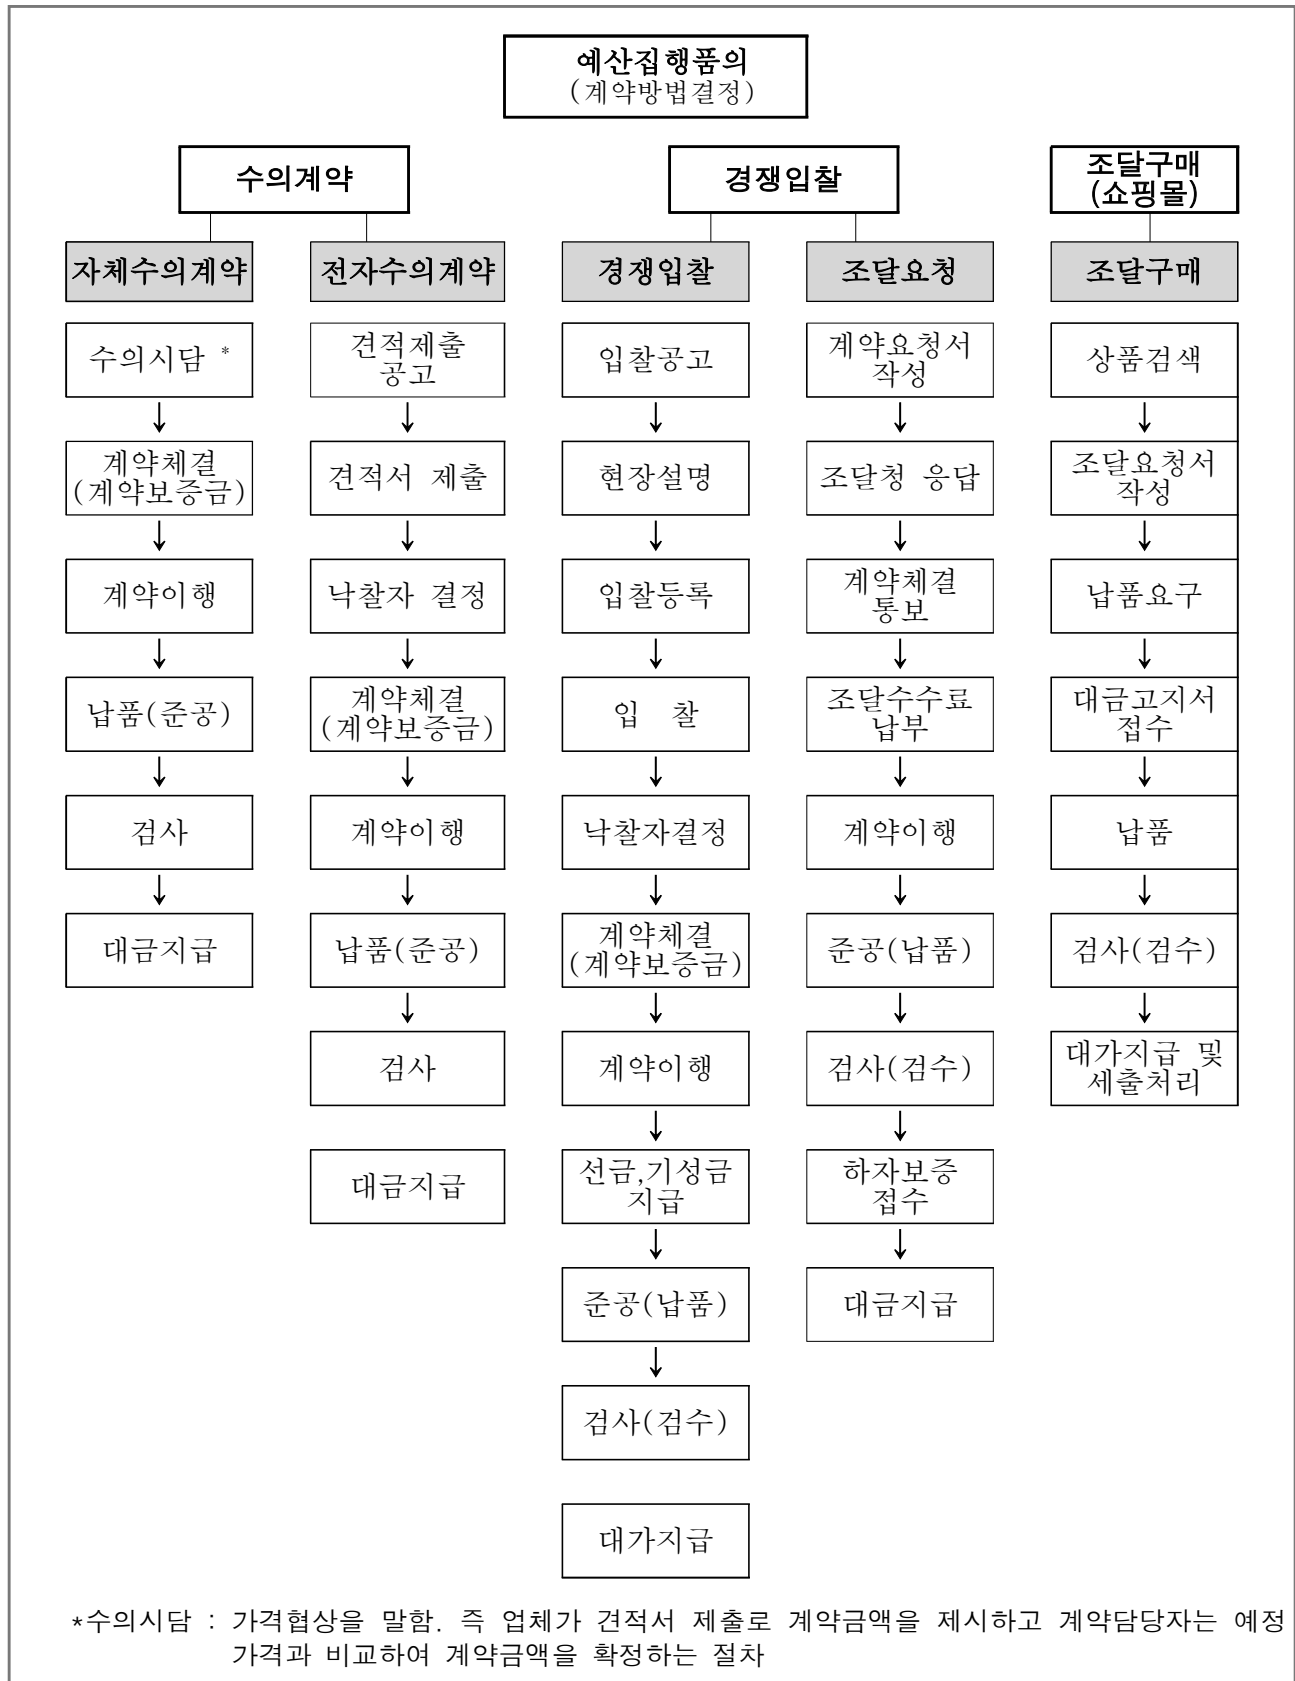 예산집행품의
(계약방법결정)
수의계약
경쟁입찰
조달구매
(쇼핑몰)
자체수의계약
전자수의계약
경쟁입찰
조달요청
조달구매
수의시담 *
계약체결
(계약보증금)
계약이행
납품(준공)
검사
대금지급
견적제출
공고
견적서 제출
낙찰자 결정
계약체결
(계약보증금)
계약이행
납품(준공)
검사
대금지급
입찰공고
현장설명
입찰등록
입 찰
낙찰자결정
계약체결
(계약보증금)
계약이행
선금,기성금
지급
준공(납품)
검사(검수)
대가지급
계약요청서
작성
조달청 응답
계약체결
통보
조달수수료
납부
계약이행
준공(납품)
검사(검수)
하자보증
접수
대금지급
상품검색
조달요청서
작성
납품요구
대금고지서
접수
납품
검사(검수)
대가지급 및
세출처리
*수의시담 : 가격협상을 말함. 즉 업체가 견적서 제출로 계약금액을 제시하고 계약담당자는 예정
가격과 비교하여 계약금액을 확정하는 절차